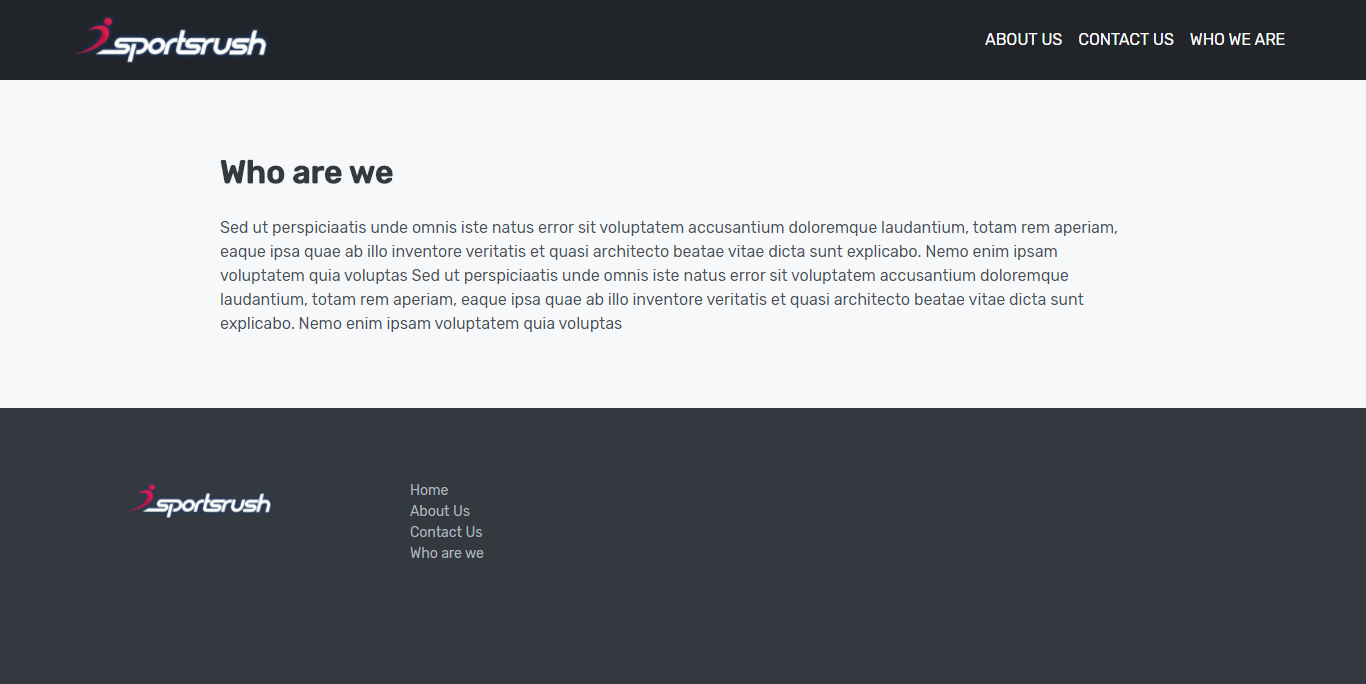 sportsrush
ABOUT US CONTACT US WHO WE ARE
Who are we
Sed ut perspiciaatis unde omnis iste natus error sit voluptatem accusantium doloremque laudantium, totam rem aperiam,
eaque ipsa quae ab illo inventore veritatis et quasi architecto beatae vitae dicta sunt explicabo. Nemo enim ipsam
voluptatem quia voluptas Sed ut perspiciaatis unde omnis iste natus error sit voluptatem accusantium doloremque
laudantium, totam rem aperiam, eaque ipsa quae ab illo inventore veritatis et quasi architecto beatae vitae dicta sunt
explicabo. Nemo enim ipsam voluptatem quia voluptas
sportsrush
Home
About Us
Contact Us
Who are we